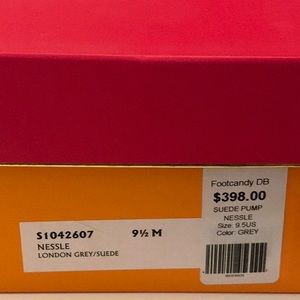 Footcandy DB
$398.00
SUEDE PUMP
NESSLE
Size: 9.5US
Color: GREY
S1042607 9½ M
NESSLE
LONDON GREY/SUEDE